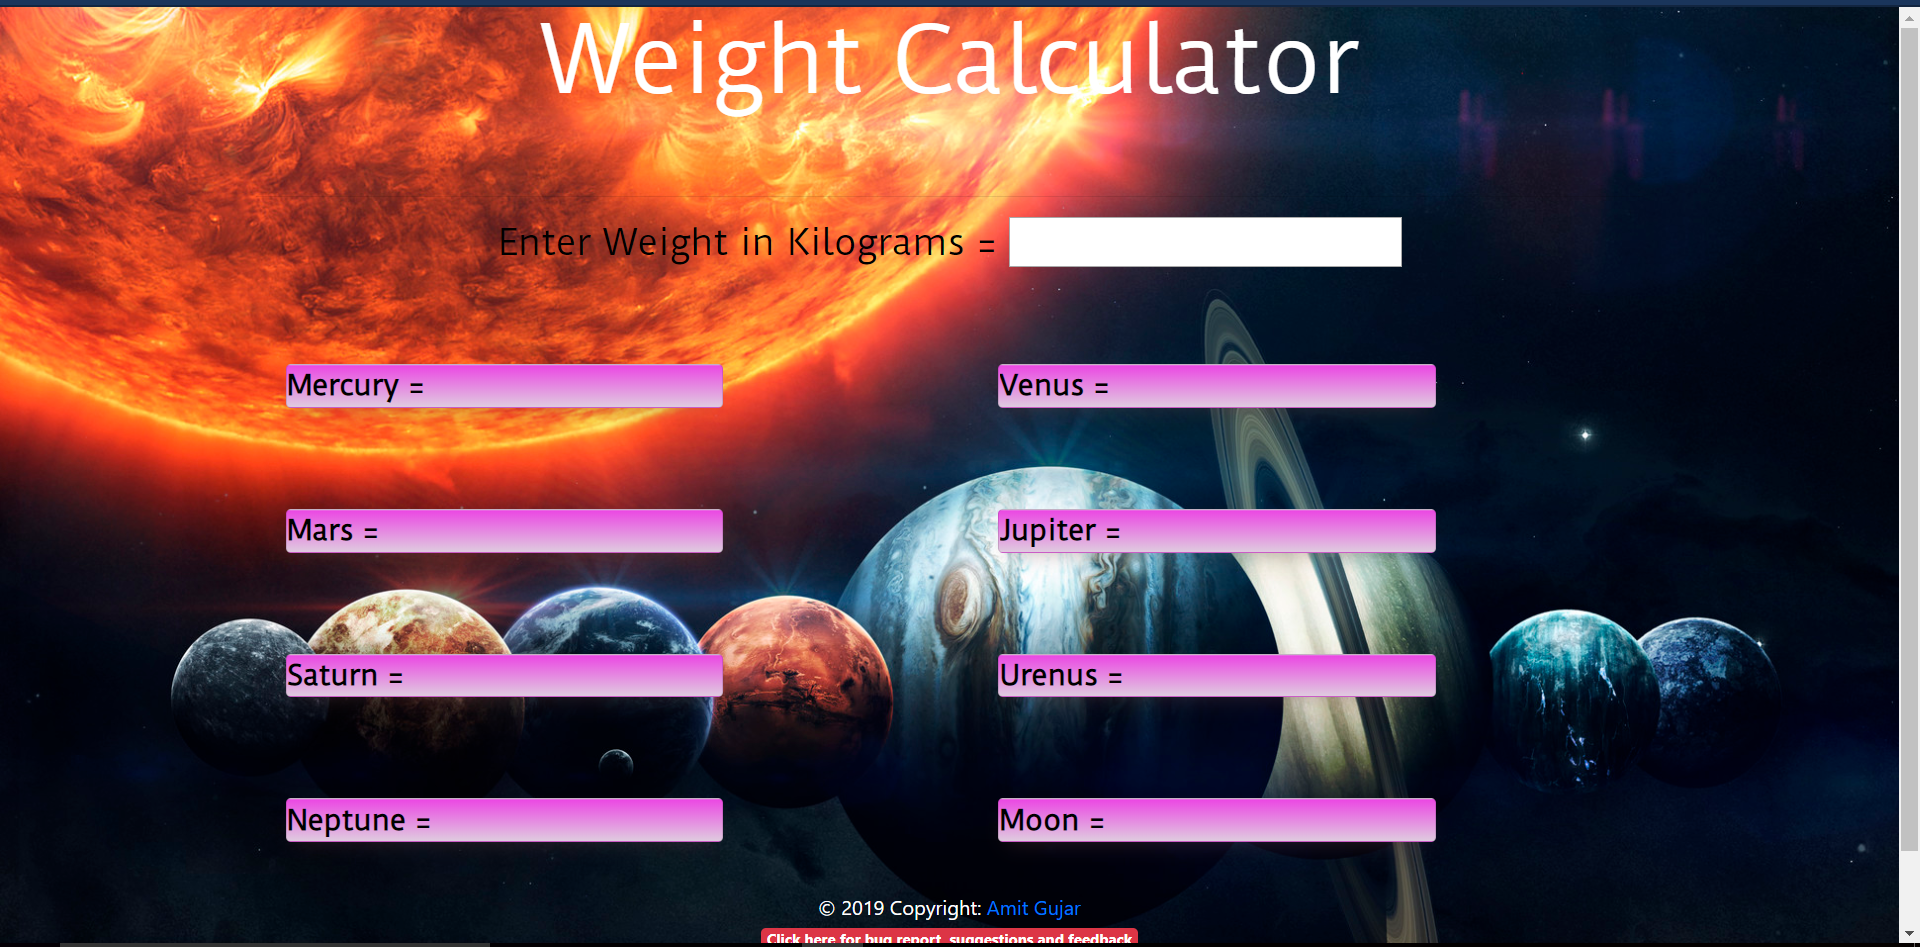 Weight Calculator
Enter Weight in Kilograms =
Mercury =
Venus =
Mars =
Jupiter =
Saturn =
Urenus =
Neptune =
Moon =
© 2019 Copyright: Amit Gujar
Click here for bug report, suggestions and feedback